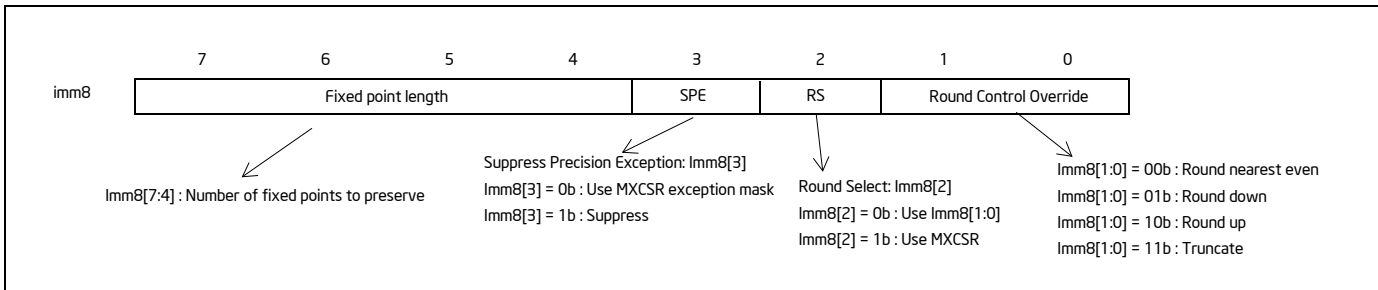 7 6 5 4 3 2 1 0
imm8 Fixed point length SPE RS Round Control Override
Imm8[7:4] : Number of fixed points to preserve
Suppress Precision Exception: Imm8[3]
Imm8[3] = 0b : Use MXCSR exception mask
Imm8[3] = 1b : Suppress
Round Select: Imm8[2]
Imm8[2] = 0b : Use Imm8[1:0]
Imm8[2] = 1b : Use MXCSR
Imm8[1:0] = 00b : Round nearest even
Imm8[1:0] = 01b : Round down
Imm8[1:0] = 10b : Round up
Imm8[1:0] = 11b : Truncate